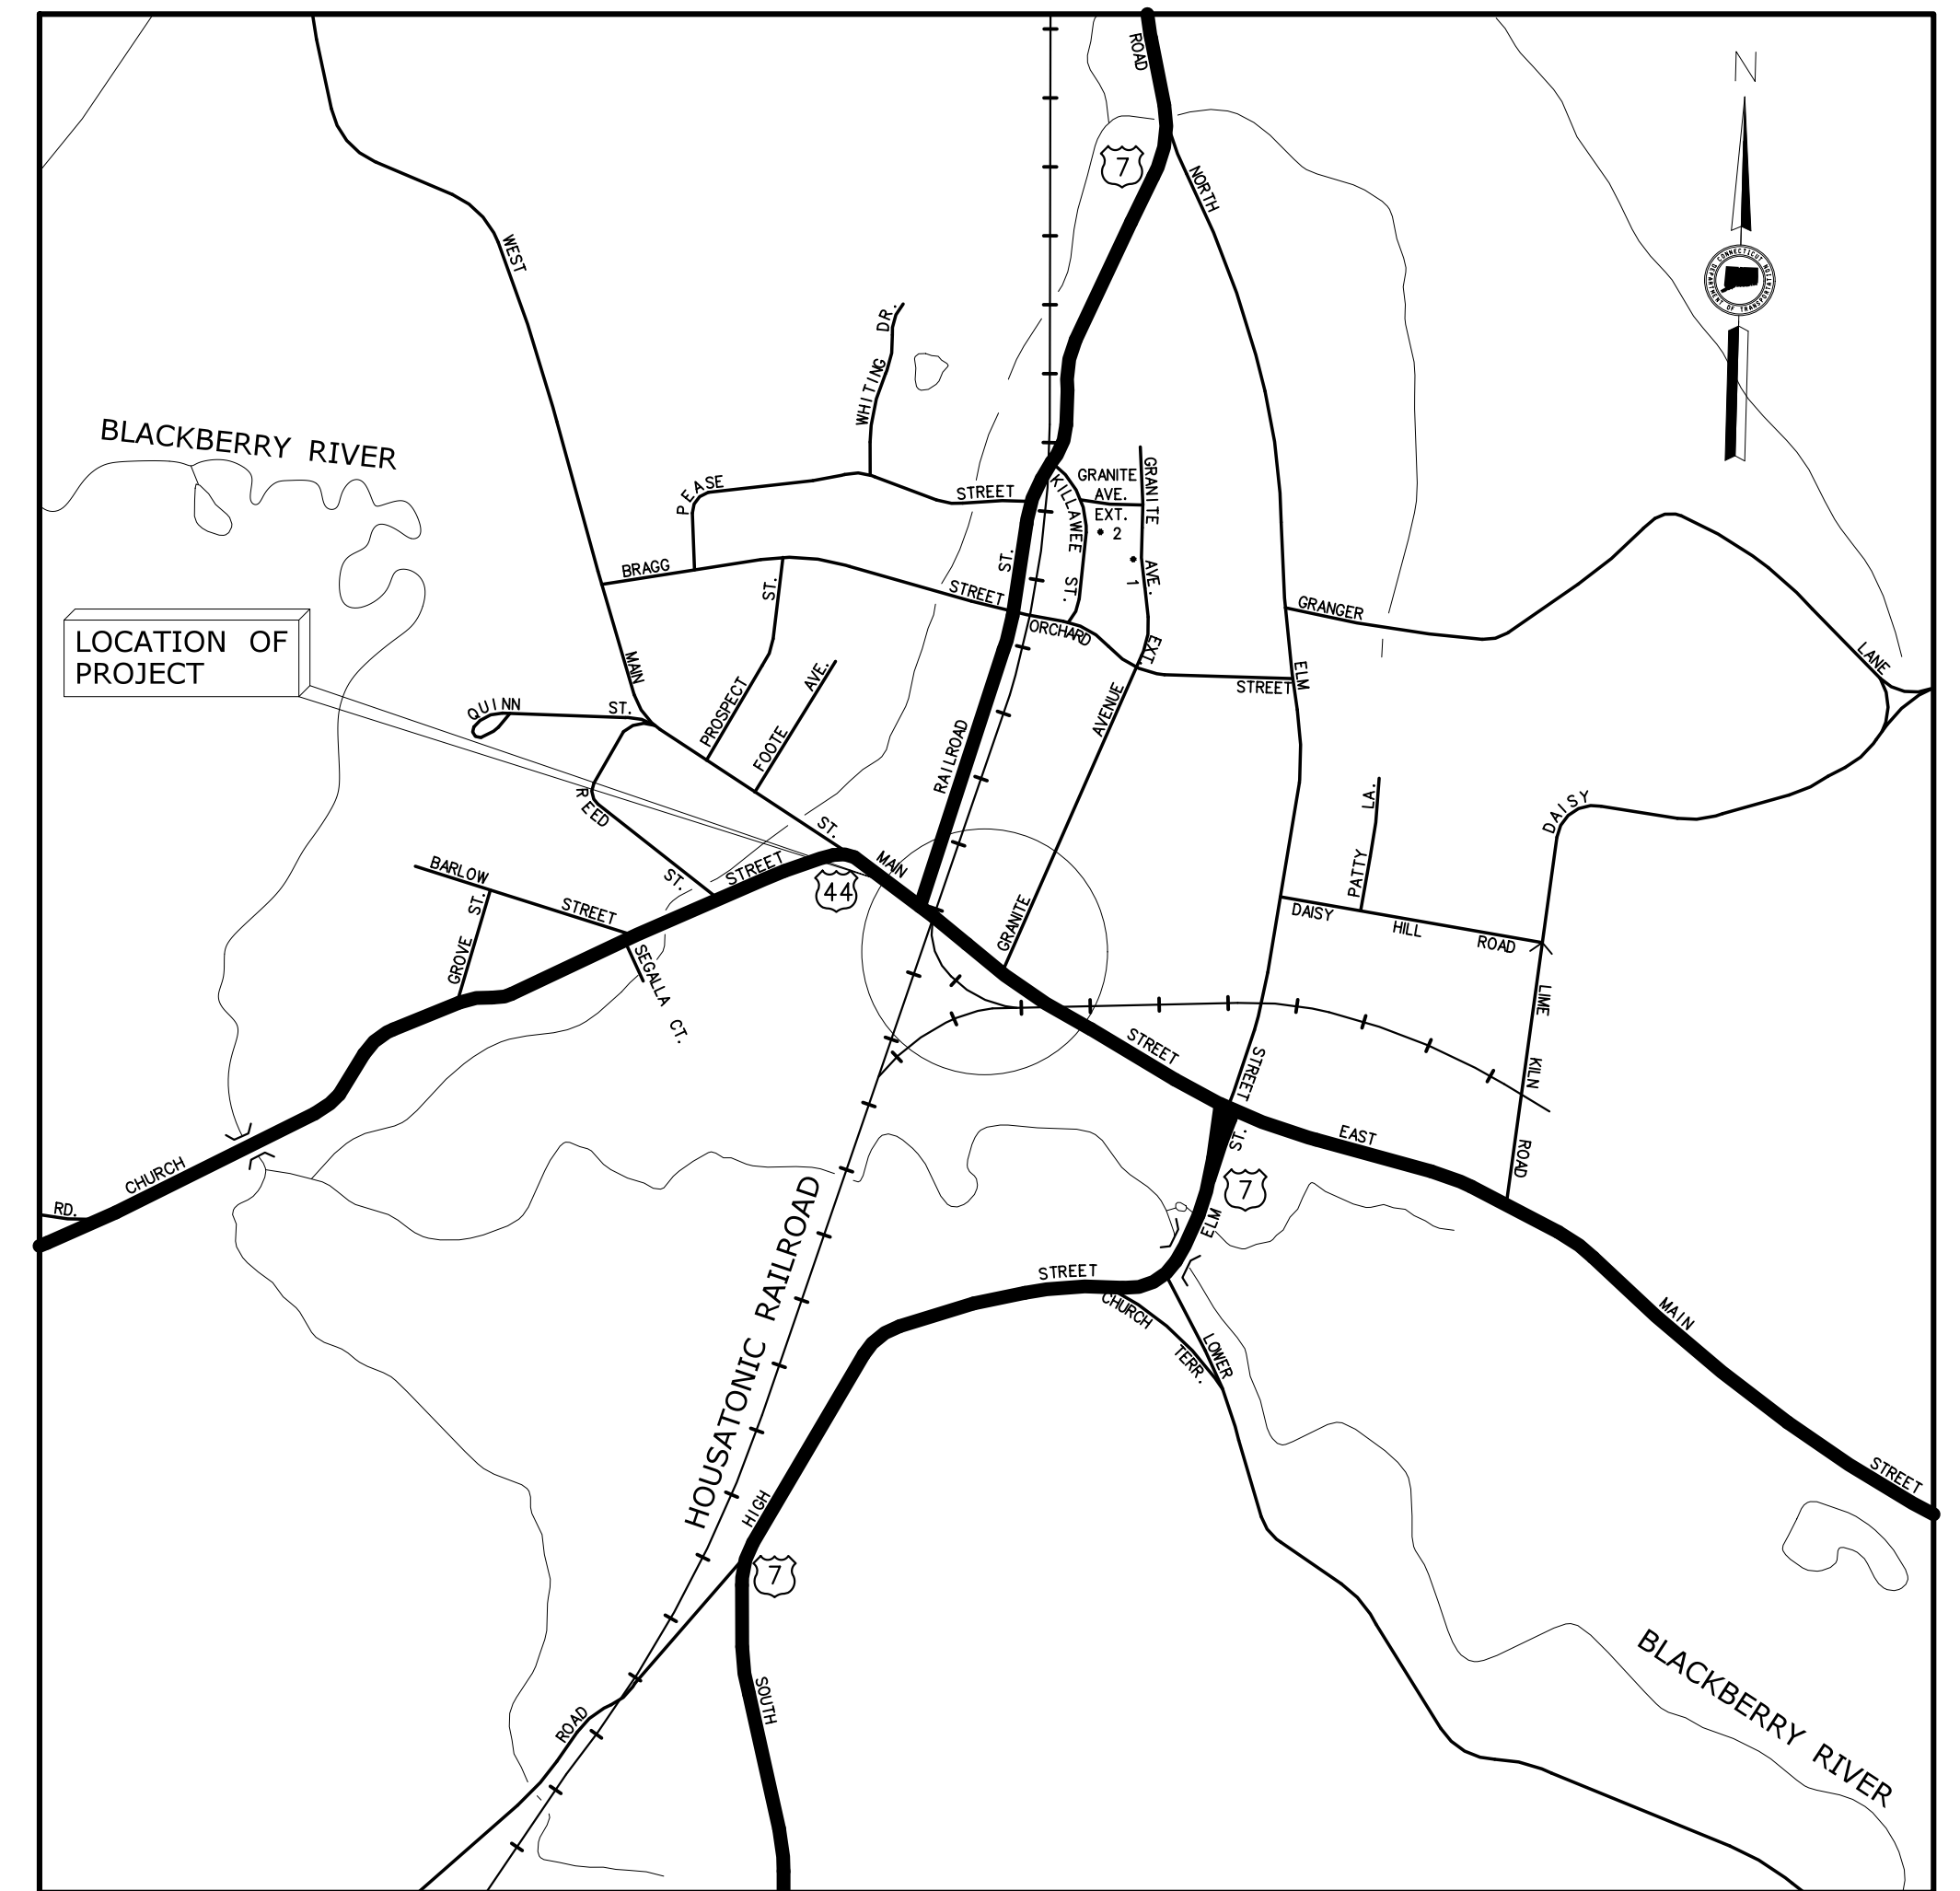 ROAD
N
7
NORTH
DEPARTMENT OF TRANSPORTATION
CONNECTICUT
WEST
WHITING DR.
BLACKBERRY RIVER
PEASE STREET
GRANITE
AVE.
EXT.
* 2
GRANITE AVE. EXT.
* 1
KILLAWEE ST.
BRAGG STREET
ST.
ORCHARD STREET
GRANGER LANE
ELM
LOCATION OF
PROJECT
MAIN ST.
QUINN ST.
PROSPECT ST.
FOOTE AVE.
RAILROAD
GRANITE AVENUE
REED ST.
PATTY LA.
DAISY
BARLOW STREET
STREET
MAIN
44
DAISY HILL ROAD
GROVE ST.
SEGALLA CT.
LIME KILN ROAD
STREET
STREET
EAST
ST.
7
ELM
CHURCH
RD.
HOUSATONIC RAILROAD
STREET
CHURCH TERR.
LOWER
MAIN
STREET
HIGH
7
SOUTH
ROAD
BLACKBERRY RIVER